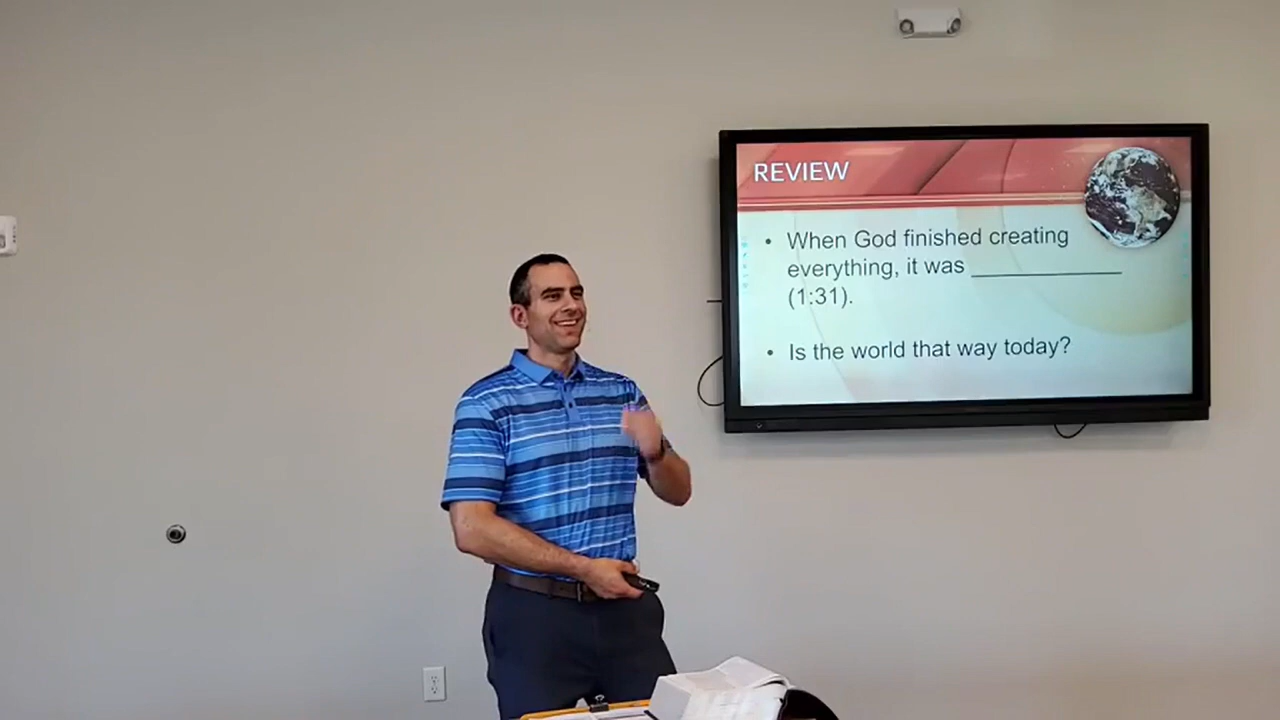 REVIEW
• When God finished creating
everything, it was ____________
(1:31).
• Is the world that way today?